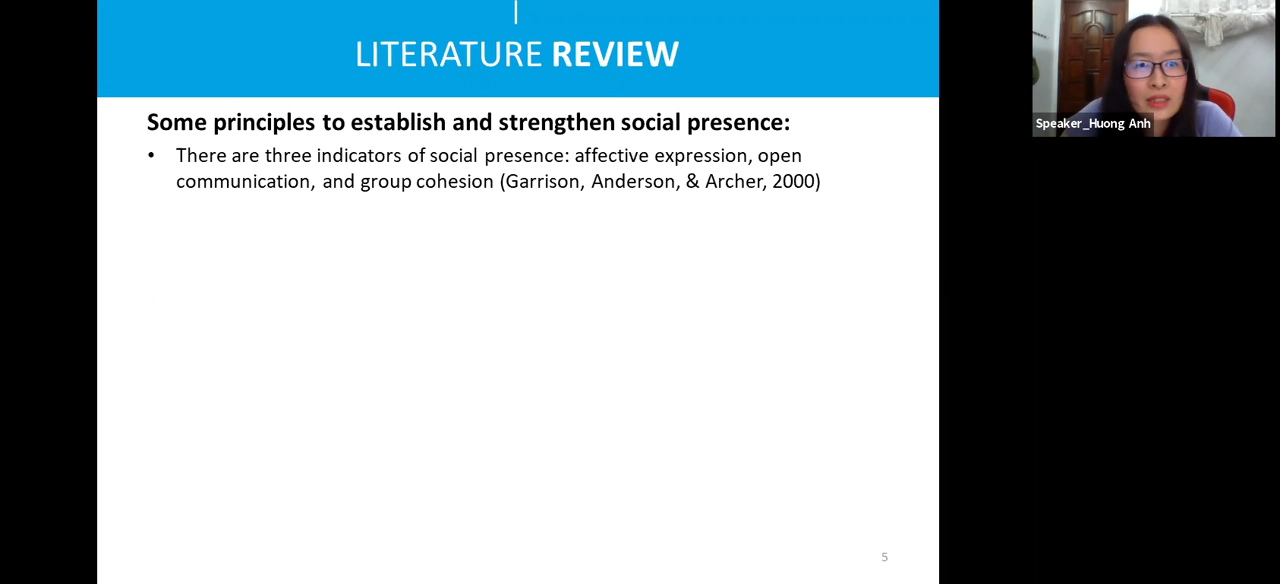 LITERATURE REVIEW
Speaker_Huong Anh
Some principles to establish and strengthen social presence:
• There are three indicators of social presence: affective expression, open
communication, and group cohesion (Garrison, Anderson, & Archer, 2000)
5